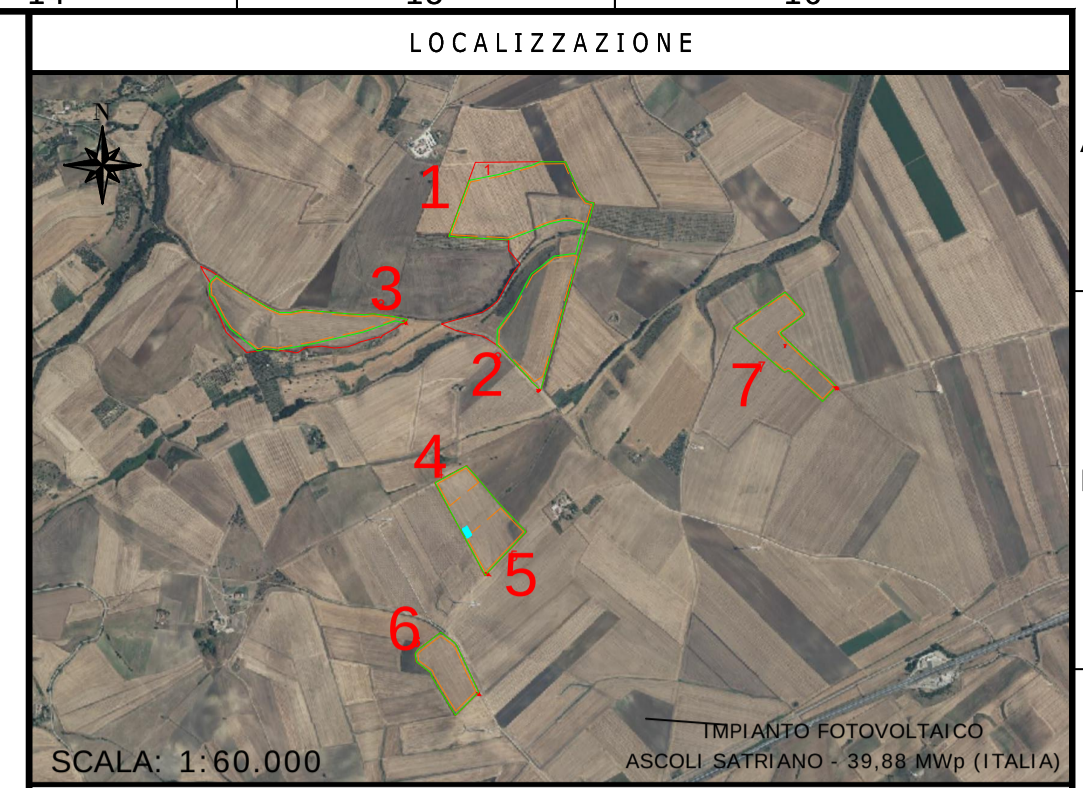 LOCALIZZAZIONE
N
1
1
3
2
7
4
5
6
IMPIANTO FOTOVOLTAICO
SCALA: 1:60.000
ASCOLI SATRIANO - 39,88 MWp (ITALIA)